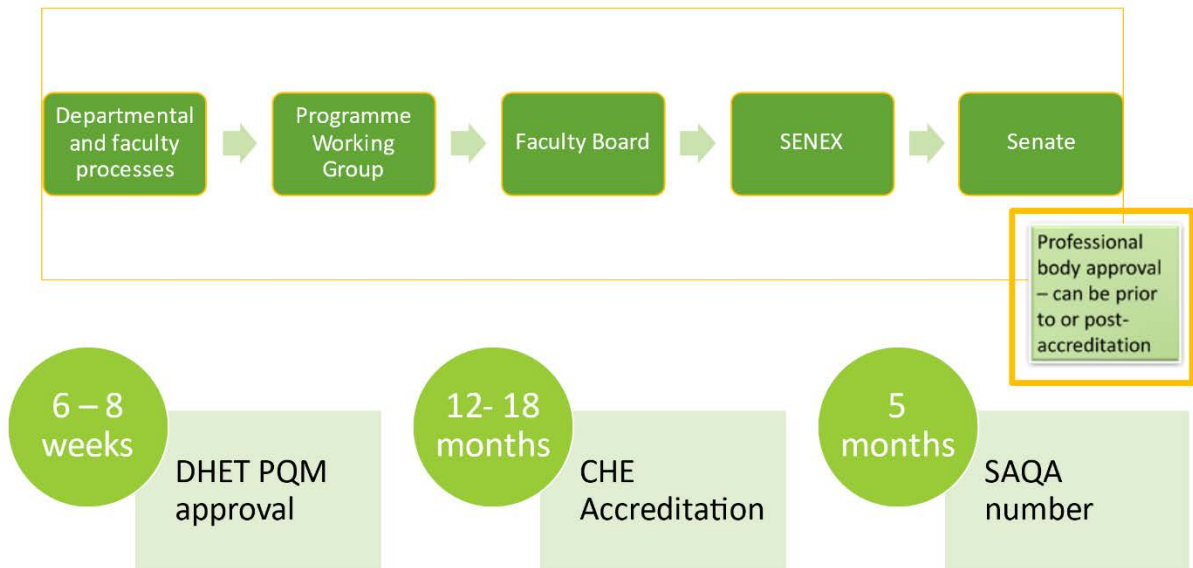 Departmental
and faculty
processes
Programme
Working
Group
Faculty Board
SENEX
Senate
Professional
body approval
– can be prior
to or post-
accreditation
6 – 8
weeks
DHET PQM
approval
12- 18
months
CHE
Accreditation
5
months
SAQA
number